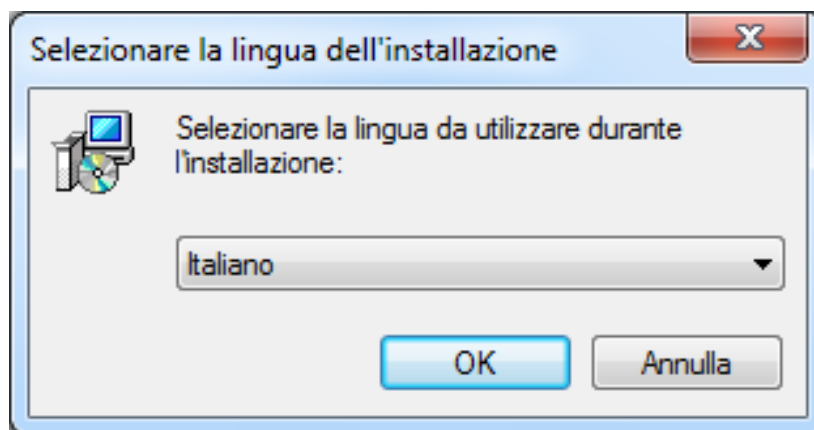 Selezionare la lingua dell'installazione
Selezionare la lingua da utilizzare durante
l'installazione:
Italiano
OK
Annulla